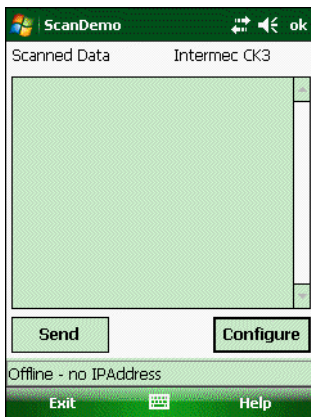 ScanDemo ok
Scanned Data Intermec CK3
Send Configure
Offline - no IPAddress
Exit Help